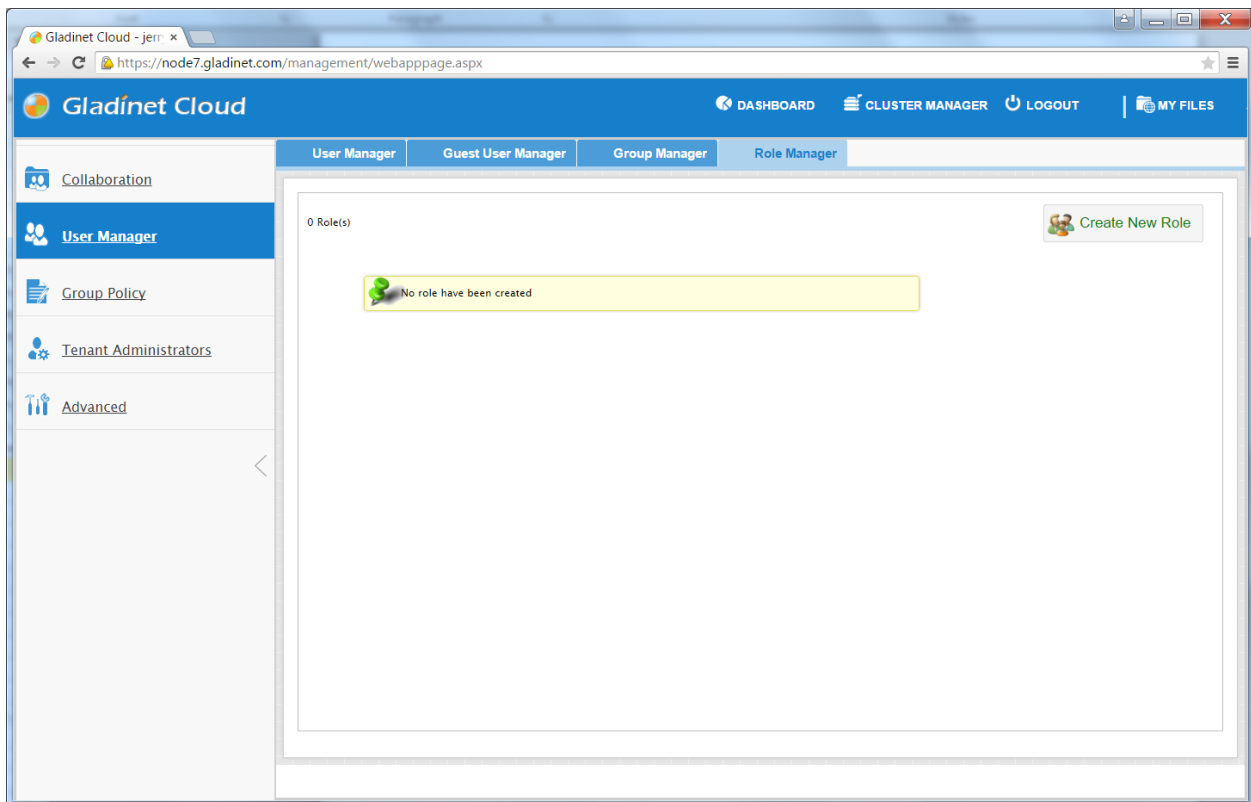 Gladinet Cloud - jerr
https://node7.gladinet.com/management/webapppage.aspx
Gladinet Cloud
DASHBOARD CLUSTER MANAGER LOGOUT | MY FILES
User Manager Guest User Manager Group Manager Role Manager
Collaboration
User Manager
Group Policy
Tenant Administrators
Advanced
0 Role(s)
Create New Role
No role have been created